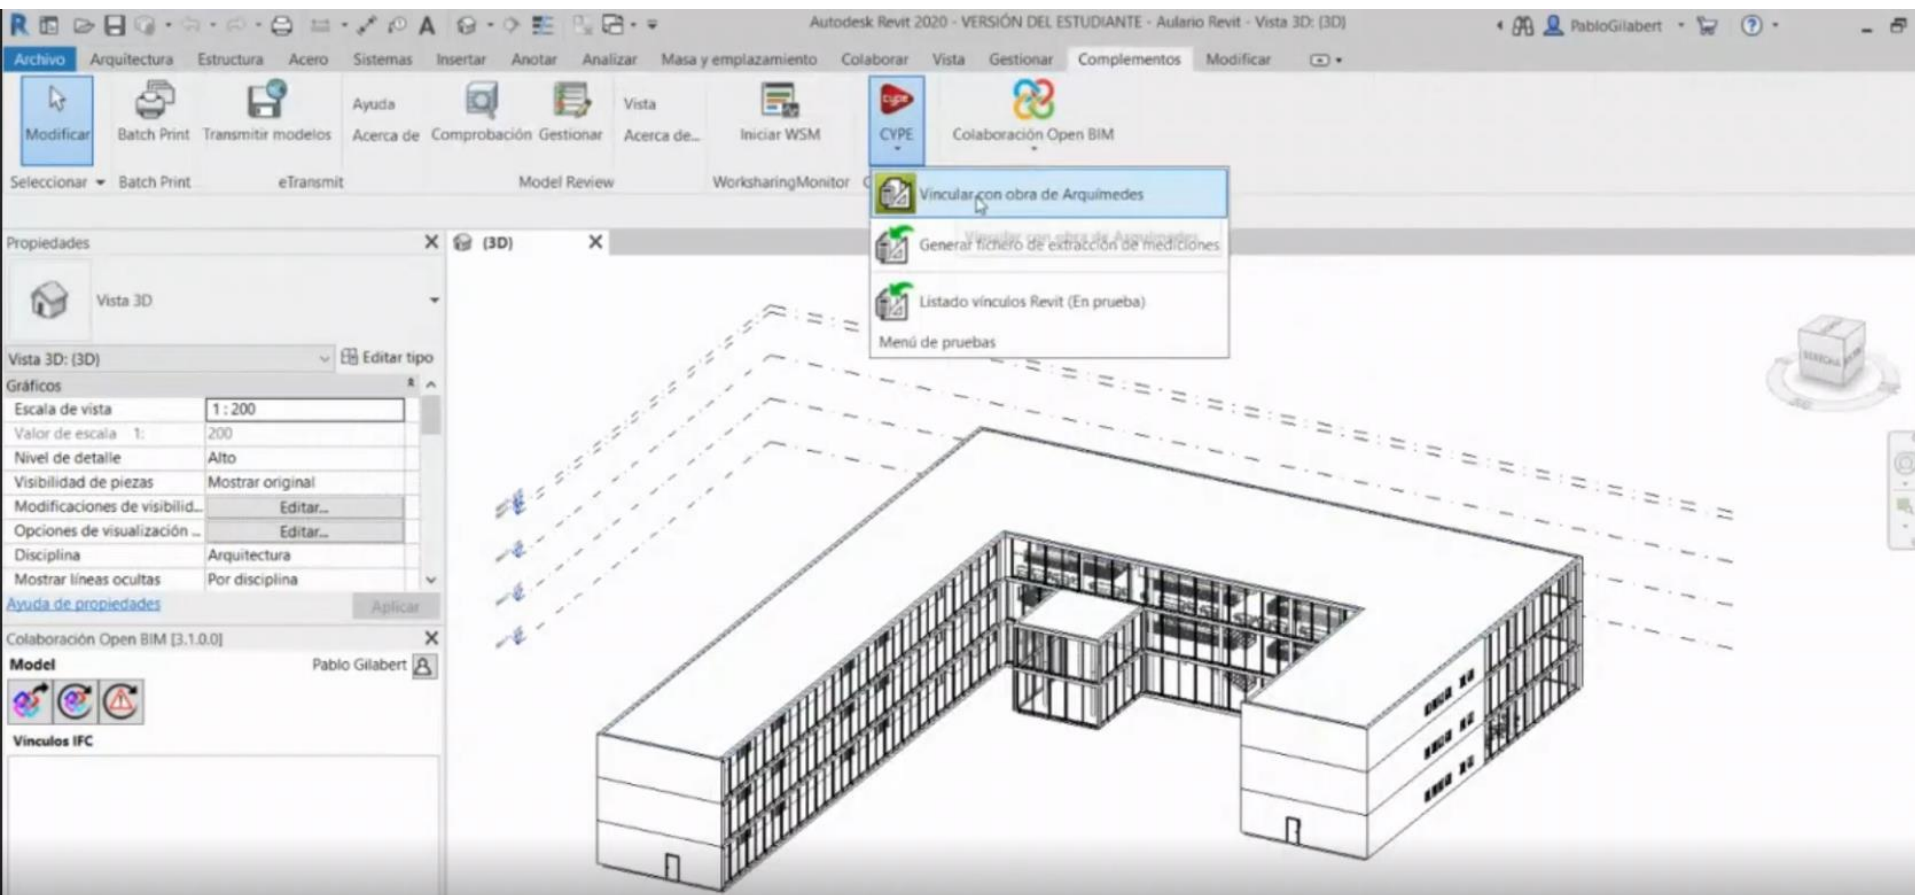 Autodesk Revit 2020 - VERSIÓN DEL ESTUDIANTE - Aulario Revit - Vista 3D: {3D}
PabloGilabert
Archivo Arquitectura Estructura Acero Sistemas Insertar Anotar Analizar Masa y emplazamiento Colaborar Vista Gestionar Complementos Modificar
Modificar
Batch Print
Transmitir modelos
Ayuda
Acerca de
Comprobación
Gestionar
Vista
Acerca de...
Iniciar WSM
cype
CYPE
Colaboración Open BIM
Seleccionar
Batch Print
eTransmit
Model Review
WorksharingMonitor
Vincular con obra de Arquímedes
Generar fichero de extracción de mediciones
Vincular con obra de Arquímedes
Listado vínculos Revit (En prueba)
Menú de pruebas
Propiedades
{3D}
Vista 3D
Vista 3D: {3D}
Editar tipo
Gráficos
Escala de vista 1 : 200
Valor de escala 1: 200
Nivel de detalle Alto
Visibilidad de piezas Mostrar original
Modificaciones de visibilid... Editar...
Opciones de visualización ... Editar...
Disciplina Arquitectura
Mostrar líneas ocultas Por disciplina
Ayuda de propiedades
Aplicar
Colaboración Open BIM [3.1.0.0]
Model
Pablo Gilabert
Vínculos IFC